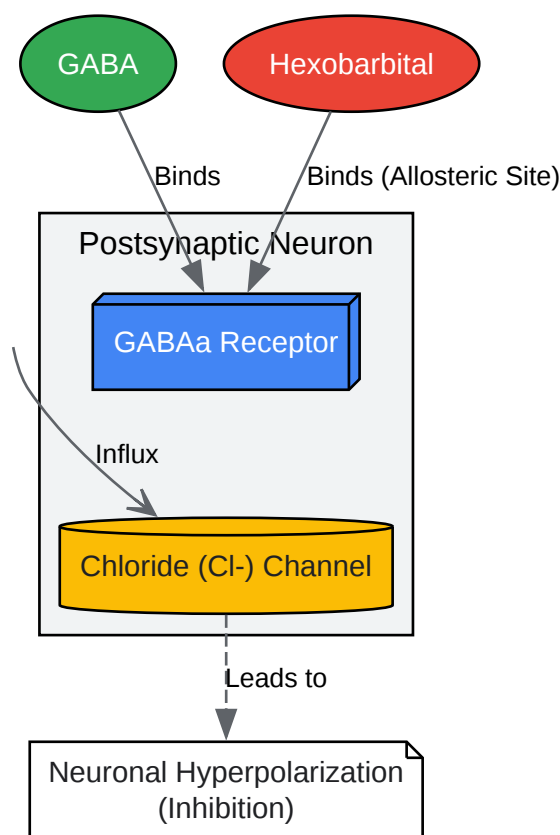 GABA
Hexobarbital
Binds
Binds (Allosteric Site)
Postsynaptic Neuron
GABAa Receptor
Influx
Chloride (Cl-) Channel
Leads to
Neuronal Hyperpolarization
(Inhibition)